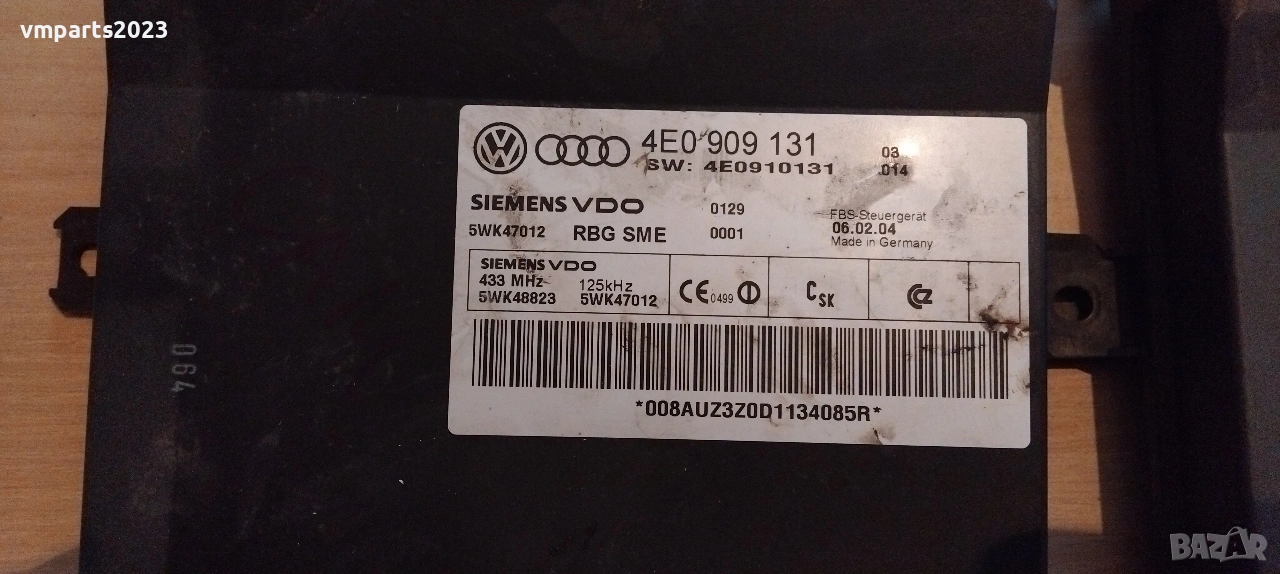 vmparts2023
4E0 909 131 03
SW: 4E0910131 .014
SIEMENS VDO 0129 FBS-Steuergerät
5WK47012 RBG SME 0001 06.02.04
Made in Germany
SIEMENS VDO
433 MHz 125kHz
5WK48823 5WK47012 CE 0499 CSK
*008AUZ3Z0D1134085R*
064
BAZAR